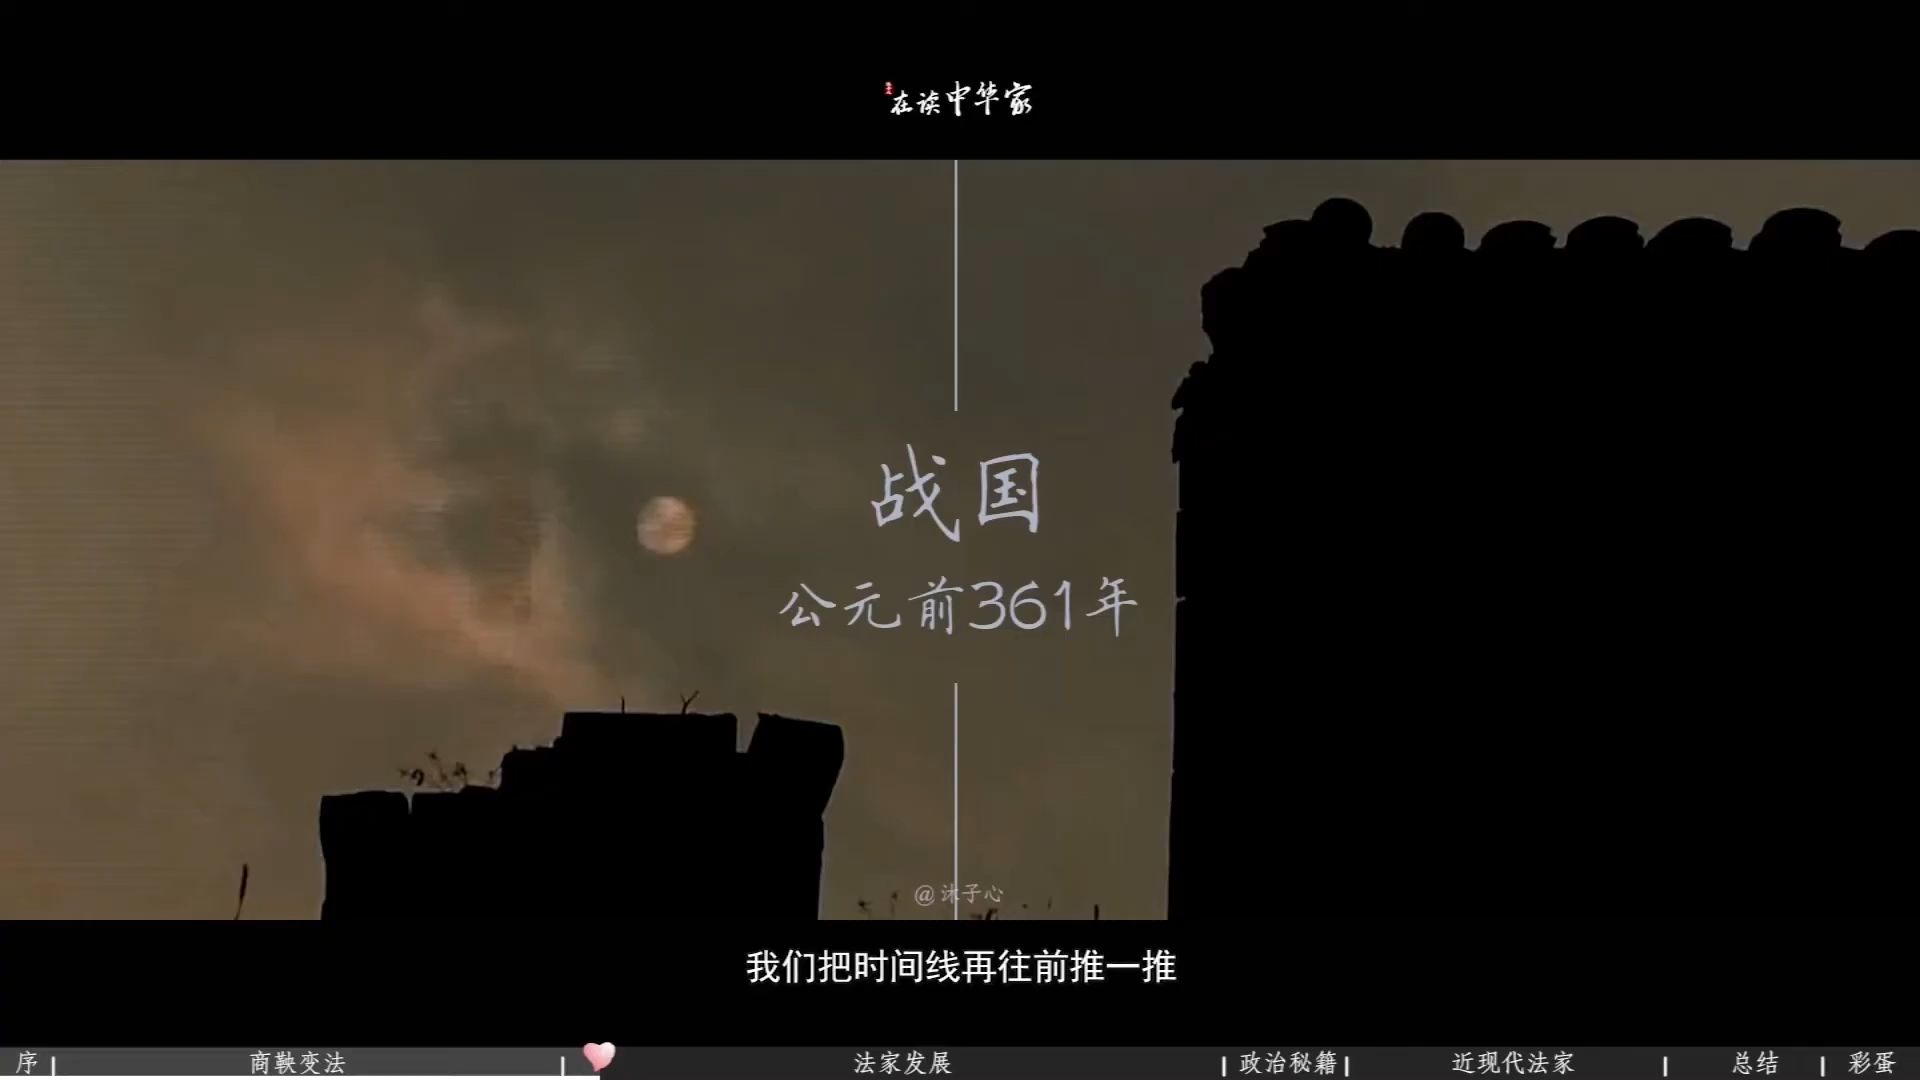 在读中华家
战国
公元前361年
@沐子心
我们把时间线再往前推一推
序 商鞅变法 法家发展 政治秘籍 近现代法家 总结 彩蛋